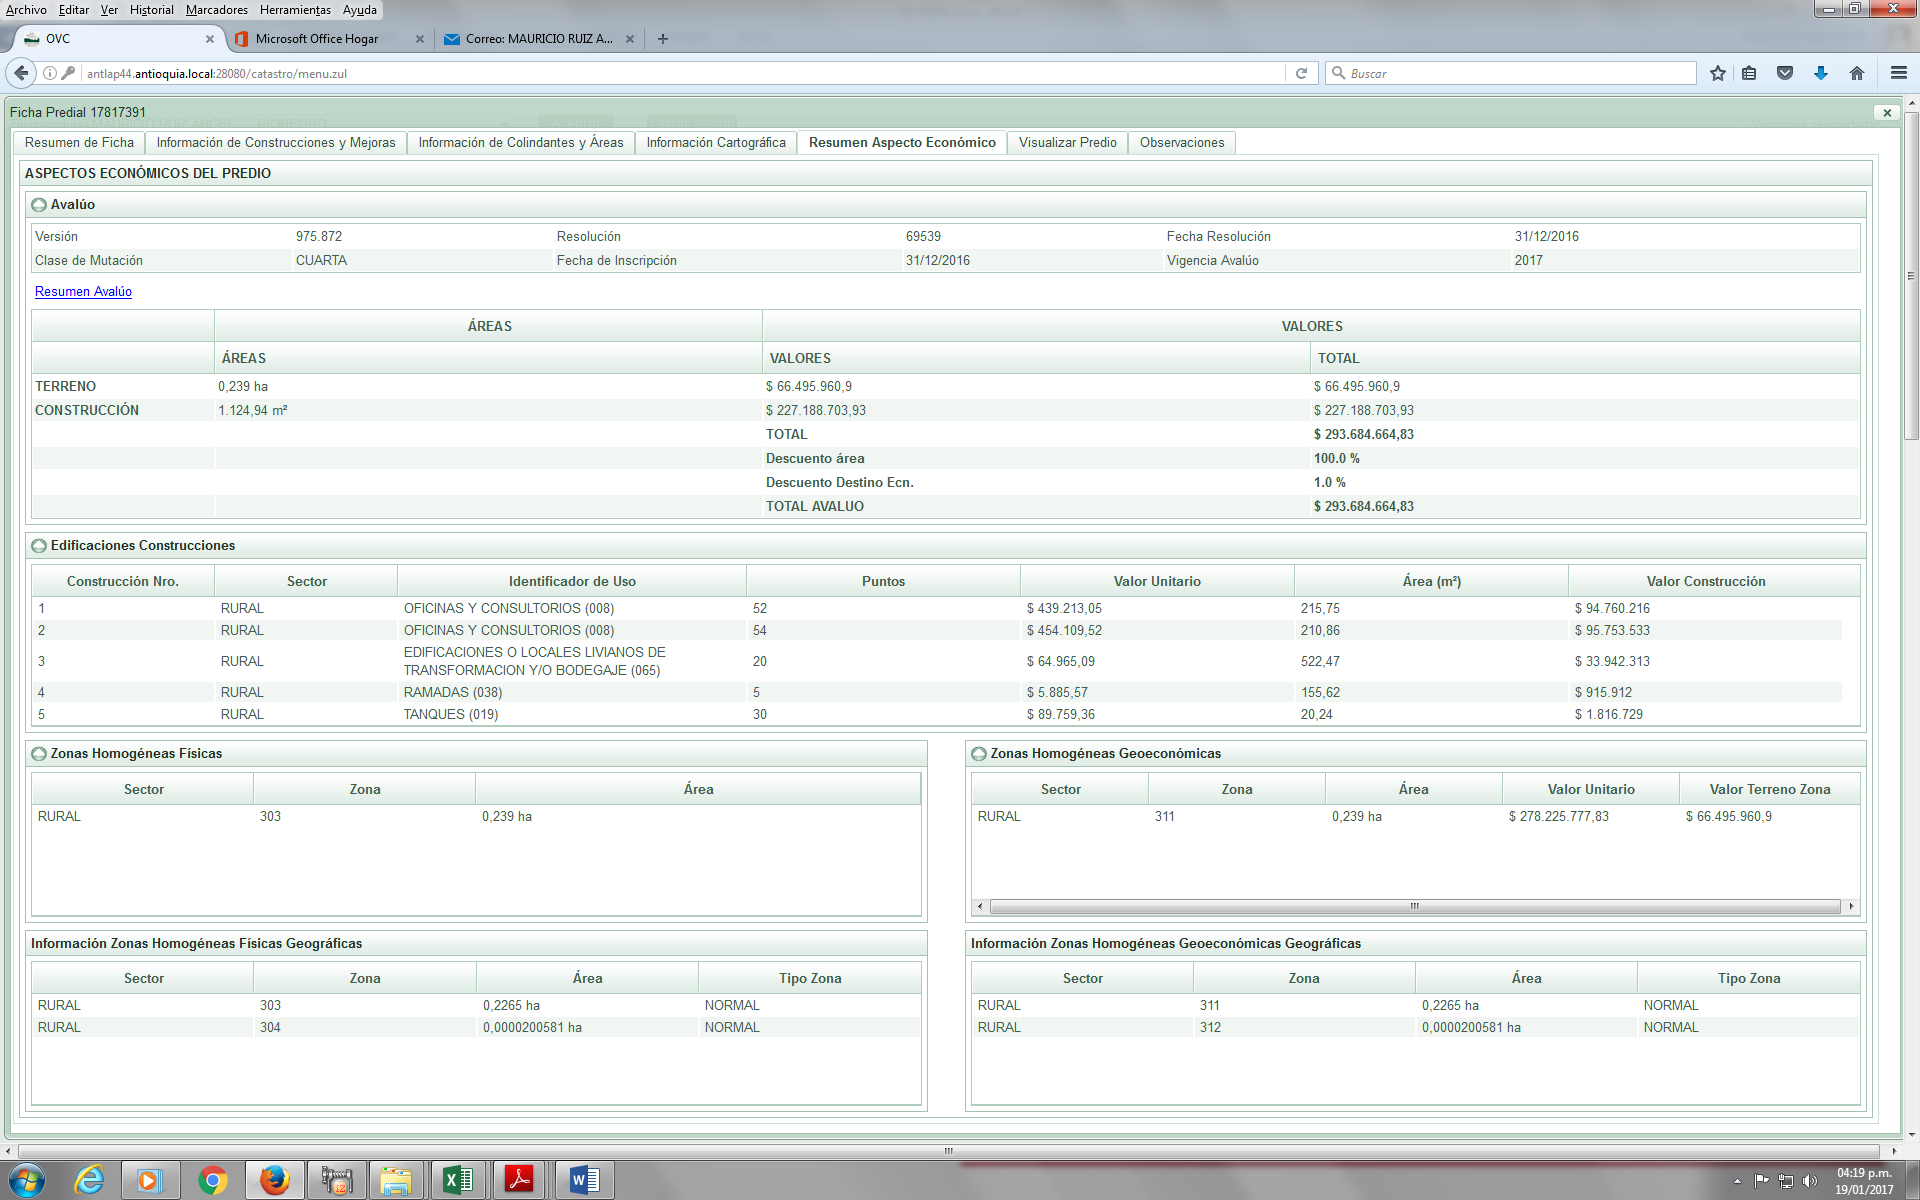 Archivo Editar Ver Historial Marcadores Herramientas Ayuda
OVC
Microsoft Office Hogar
Correo: MAURICIO RUIZ A...
antlap44.antioquia.local:28080/catastro/menu.zul
Buscar
Ficha Predial 17817391
Resumen de Ficha Información de Construcciones y Mejoras Información de Colindantes y Áreas Información Cartográfica Resumen Aspecto Económico Visualizar Predio Observaciones
ASPECTOS ECONÓMICOS DEL PREDIO
Avalúo
Versión 975.872 Resolución 69539 Fecha Resolución 31/12/2016
Clase de Mutación CUARTA Fecha de Inscripción 31/12/2016 Vigencia Avalúo 2017
Resumen Avalúo
ÁREAS VALORES
ÁREAS VALORES TOTAL
TERRENO 0,239 ha $ 66.495.960,9 $ 66.495.960,9
CONSTRUCCIÓN 1.124,94 m² $ 227.188.703,93 $ 227.188.703,93
TOTAL $ 293.684.664,83
Descuento área 100.0 %
Descuento Destino Ecn. 1.0 %
TOTAL AVALUO $ 293.684.664,83
Edificaciones Construcciones
Construcción Nro. Sector Identificador de Uso Puntos Valor Unitario Área (m²) Valor Construcción
1 RURAL OFICINAS Y CONSULTORIOS (008) 52 $ 439.213,05 215,75 $ 94.760.216
2 RURAL OFICINAS Y CONSULTORIOS (008) 54 $ 454.109,52 210,86 $ 95.753.533
3 RURAL EDIFICACIONES O LOCALES LIVIANOS DE
TRANSFORMACION Y/O BODEGAJE (065) 20 $ 64.965,09 522,47 $ 33.942.313
4 RURAL RAMADAS (038) 5 $ 5.885,57 155,62 $ 915.912
5 RURAL TANQUES (019) 30 $ 89.759,36 20,24 $ 1.816.729
Zonas Homogéneas Físicas
Sector Zona Área
RURAL 303 0,239 ha
Zonas Homogéneas Geoeconómicas
Sector Zona Área Valor Unitario Valor Terreno Zona
RURAL 311 0,239 ha $ 278.225.777,83 $ 66.495.960,9
Información Zonas Homogéneas Físicas Geográficas
Sector Zona Área Tipo Zona
RURAL 303 0,2265 ha NORMAL
RURAL 304 0,0000200581 ha NORMAL
Información Zonas Homogéneas Geoeconómicas Geográficas
Sector Zona Área Tipo Zona
RURAL 311 0,2265 ha NORMAL
RURAL 312 0,0000200581 ha NORMAL
04:19 p.m.
19/01/2017